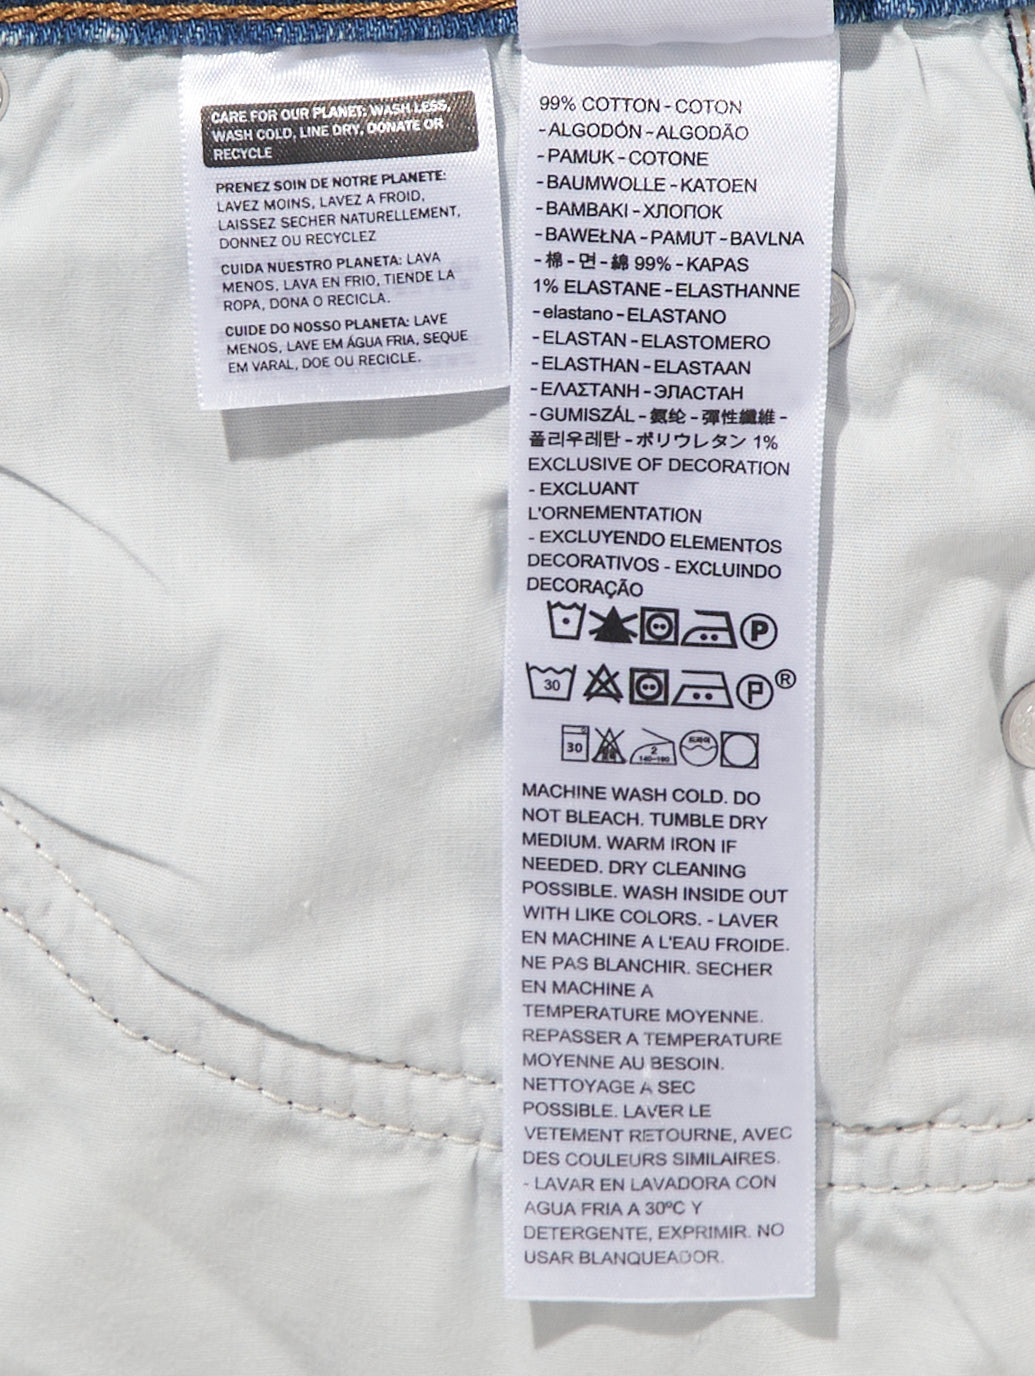 CARE FOR OUR PLANET: WASH LESS,
WASH COLD, LINE DRY, DONATE OR
RECYCLE
PRENEZ SOIN DE NOTRE PLANETE:
LAVEZ MOINS, LAVEZ A FROID,
LAISSEZ SECHER NATURELLEMENT,
DONNEZ OU RECYCLEZ
CUIDA NUESTRO PLANETA: LAVA
MENOS, LAVA EN FRIO, TIENDE LA
ROPA, DONA O RECICLA.
CUIDE DO NOSSO PLANETA: LAVE
MENOS, LAVE EM ÁGUA FRIA, SEQUE
EM VARAL, DOE OU RECICLE.
99% COTTON - COTON
- ALGODÓN - ALGODÃO
- PAMUK - COTONE
- BAUMWOLLE - KATOEN
- BAMBAKI - ХЛОПОК
- BAWEŁNA - PAMUT - BAVLNA
- 棉 - 면 - 綿 99% - KAPAS
1% ELASTANE - ELASTHANNE
- elastano - ELASTANO
- ELASTAN - ELASTOMERO
- ELASTHAN - ELASTAAN
- ΕΛΑΣΤΑΝΗ - ЭЛАСТАН
- GUMISZÁL - 氨纶 - 彈性纖維 -
폴리우레탄 - ポリウレタン 1%
EXCLUSIVE OF DECORATION
- EXCLUANT
L'ORNEMENTATION
- EXCLUYENDO ELEMENTOS
DECORATIVOS - EXCLUINDO
DECORAÇÃO
P
30 P ®
30 2 140-160 드라이
MACHINE WASH COLD. DO
NOT BLEACH. TUMBLE DRY
MEDIUM. WARM IRON IF
NEEDED. DRY CLEANING
POSSIBLE. WASH INSIDE OUT
WITH LIKE COLORS. - LAVER
EN MACHINE A L'EAU FROIDE.
NE PAS BLANCHIR. SECHER
EN MACHINE A
TEMPERATURE MOYENNE.
REPASSER A TEMPERATURE
MOYENNE AU BESOIN.
NETTOYAGE A SEC
POSSIBLE. LAVER LE
VETEMENT RETOURNE, AVEC
DES COULEURS SIMILAIRES.
- LAVAR EN LAVADORA CON
AGUA FRIA A 30ºC Y
DETERGENTE, EXPRIMIR. NO
USAR BLANQUEADOR.